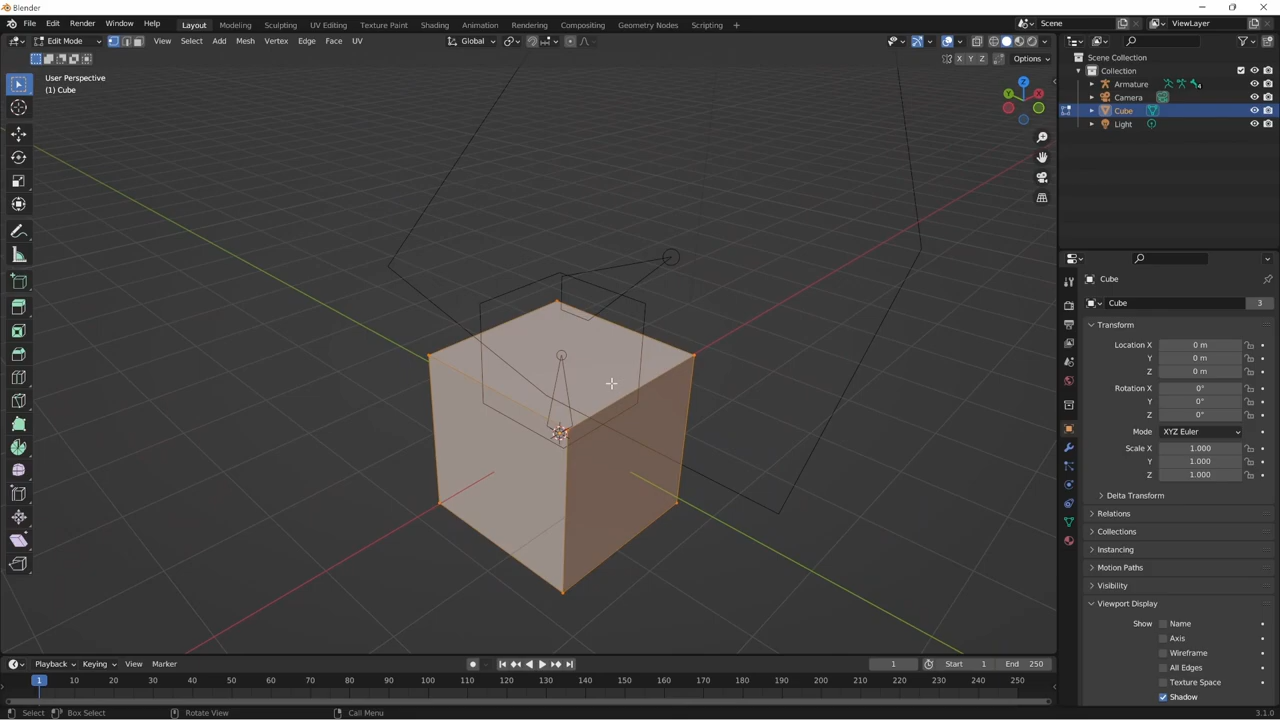 Blender
File Edit Render Window Help Layout Modeling Sculpting UV Editing Texture Paint Shading Animation Rendering Compositing Geometry Nodes Scripting + Scene ViewLayer
Edit Mode View Select Add Mesh Vertex Edge Face UV Global
X Y Z Options
User Perspective
(1) Cube
Z
Y X
Scene Collection
Collection
Armature 4
Camera
Cube
Light
Cube
Cube 3
Transform
Location X 0 m
Y 0 m
Z 0 m
Rotation X 0°
Y 0°
Z 0°
Mode XYZ Euler
Scale X 1.000
Y 1.000
Z 1.000
Delta Transform
Relations
Collections
Instancing
Motion Paths
Visibility
Viewport Display
Show Name
Axis
Wireframe
All Edges
Texture Space
Shadow
Playback Keying View Marker 1 Start 1 End 250
1 10 20 30 40 50 60 70 80 90 100 110 120 130 140 150 160 170 180 190 200 210 220 230 240 250
Select Box Select Rotate View Call Menu 3.1.0